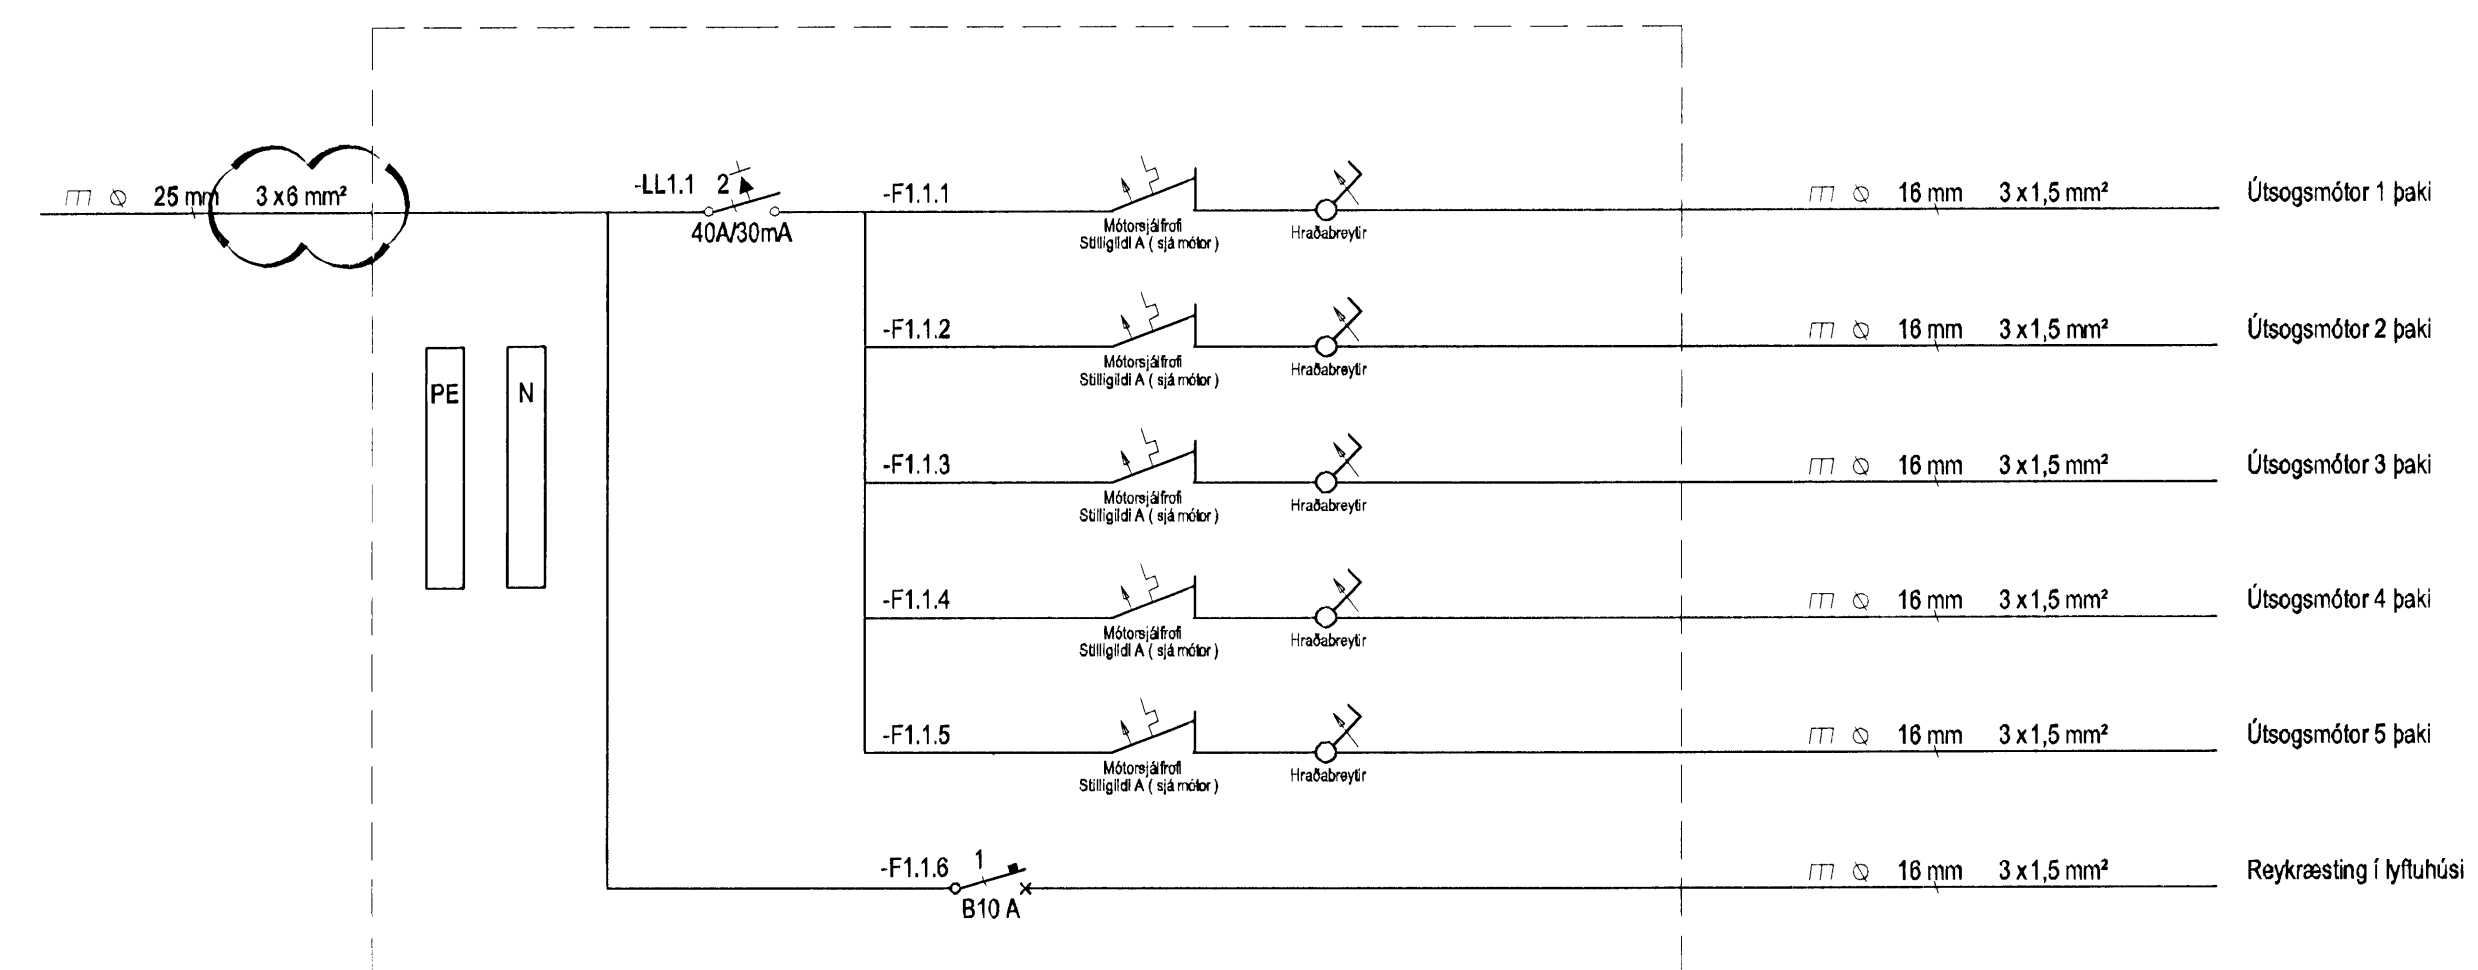 25 mm 3 x 6 mm²
-LL1.1 2
40A/30mA
PE
N
-F1.1.1
Mótorsjálfrofi
Stilligildi A ( sjá mótor )
Hraðabreytir
16 mm 3 x 1,5 mm²
Útsogsmótor 1 þaki
-F1.1.2
Mótorsjálfrofi
Stilligildi A ( sjá mótor )
Hraðabreytir
16 mm 3 x 1,5 mm²
Útsogsmótor 2 þaki
-F1.1.3
Mótorsjálfrofi
Stilligildi A ( sjá mótor )
Hraðabreytir
16 mm 3 x 1,5 mm²
Útsogsmótor 3 þaki
-F1.1.4
Mótorsjálfrofi
Stilligildi A ( sjá mótor )
Hraðabreytir
16 mm 3 x 1,5 mm²
Útsogsmótor 4 þaki
-F1.1.5
Mótorsjálfrofi
Stilligildi A ( sjá mótor )
Hraðabreytir
16 mm 3 x 1,5 mm²
Útsogsmótor 5 þaki
-F1.1.6 1
B10 A
16 mm 3 x 1,5 mm²
Reykræsting í lyftuhúsi